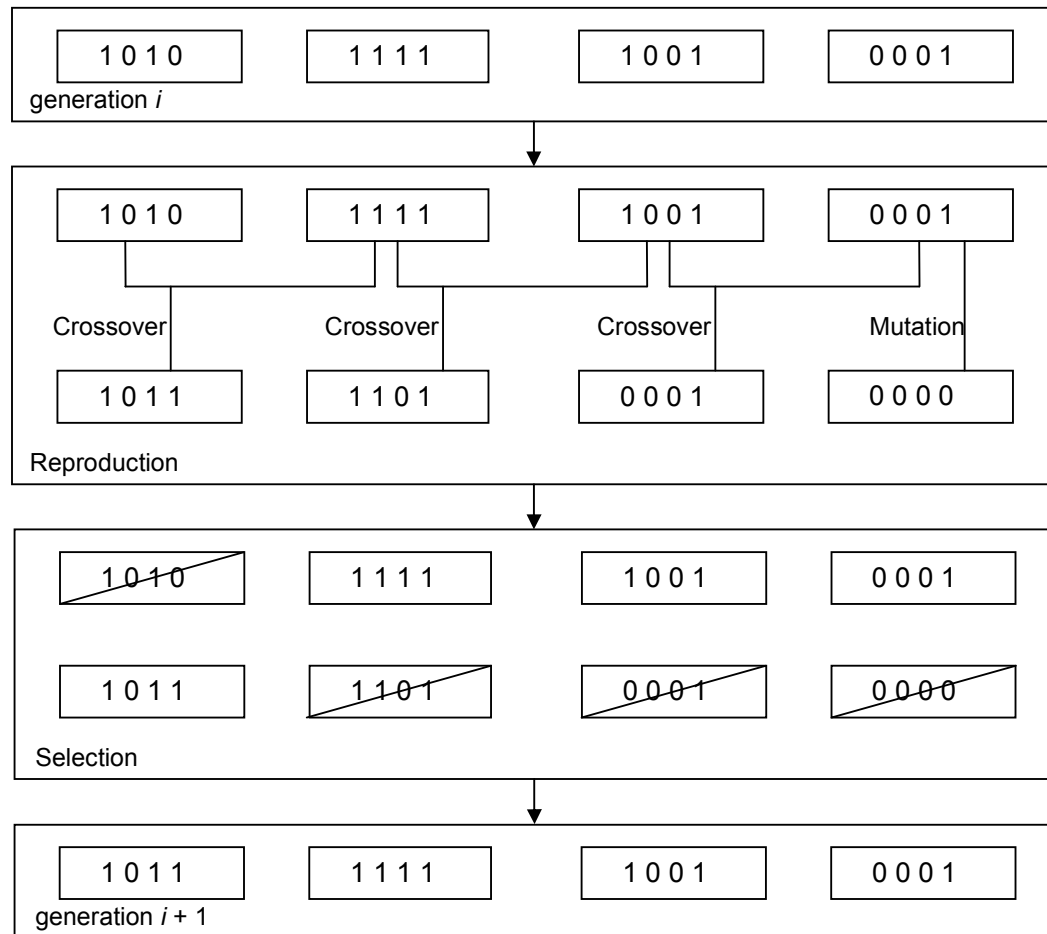 1 0 1 0 1 1 1 1 1 0 0 1 0 0 0 1
generation i
1 0 1 0 1 1 1 1 1 0 0 1 0 0 0 1
Crossover Crossover Crossover Mutation
1 0 1 1 1 1 0 1 0 0 0 1 0 0 0 0
Reproduction
1 0 1 0 1 1 1 1 1 0 0 1 0 0 0 1
1 0 1 1 1 1 0 1 0 0 0 1 0 0 0 0
Selection
1 0 1 1 1 1 1 1 1 0 0 1 0 0 0 1
generation i + 1